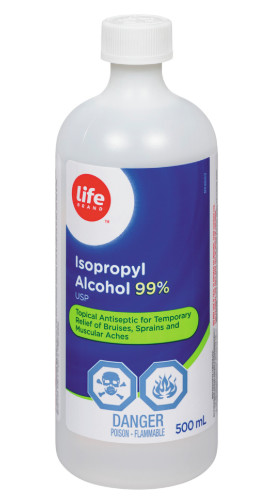 life
BRAND
TM
Isopropyl
Alcohol 99%
USP
Topical Antiseptic for Temporary
Relief of Bruises, Sprains and
Muscular Aches
DANGER
POISON - FLAMMABLE
500 mL